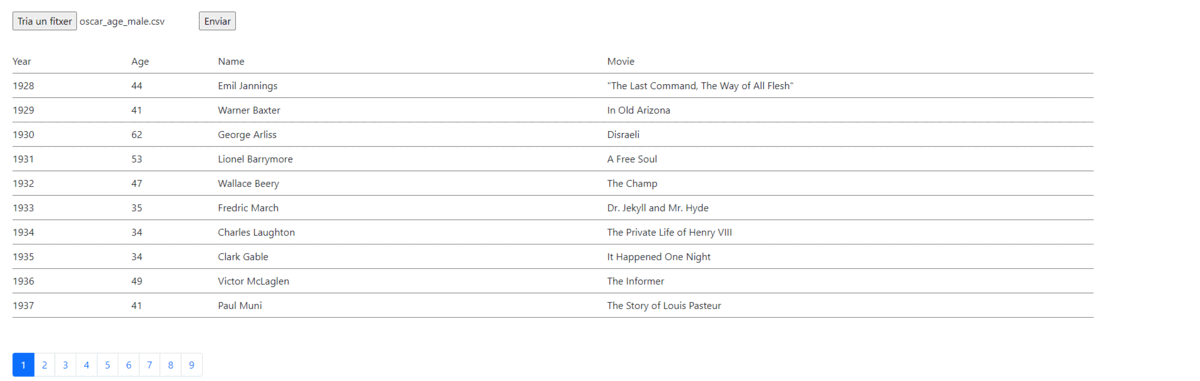 Tria un fitxer oscar_age_male.csv Enviar
Year Age Name Movie
1928 44 Emil Jannings "The Last Command, The Way of All Flesh"
1929 41 Warner Baxter In Old Arizona
1930 62 George Arliss Disraeli
1931 53 Lionel Barrymore A Free Soul
1932 47 Wallace Beery The Champ
1933 35 Fredric March Dr. Jekyll and Mr. Hyde
1934 34 Charles Laughton The Private Life of Henry VIII
1935 34 Clark Gable It Happened One Night
1936 49 Victor McLaglen The Informer
1937 41 Paul Muni The Story of Louis Pasteur
1 2 3 4 5 6 7 8 9